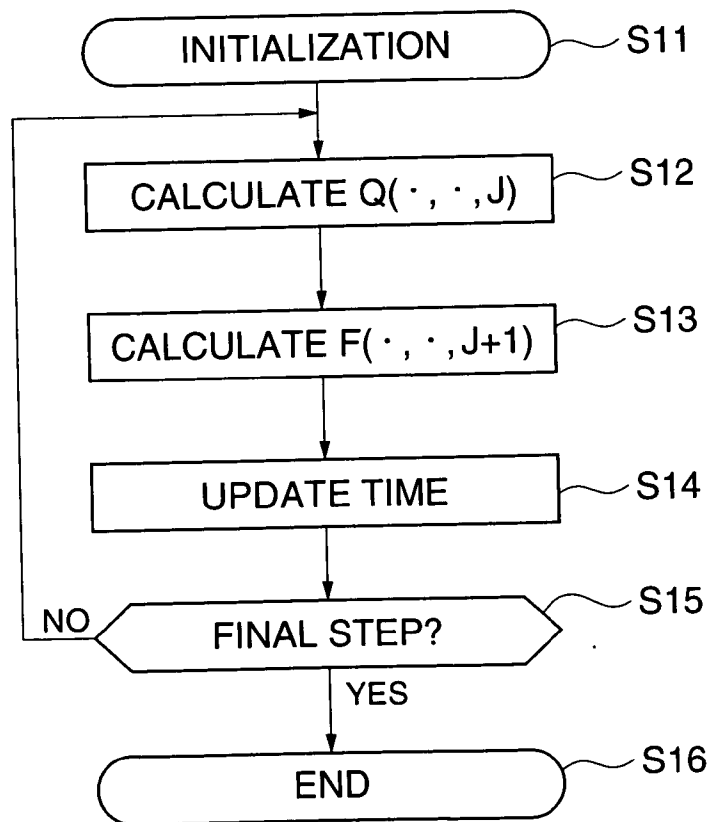 INITIALIZATION S11
CALCULATE Q(·, ·, J) S12
CALCULATE F(·, ·, J+1) S13
UPDATE TIME S14
FINAL STEP? S15
NO
YES
END S16